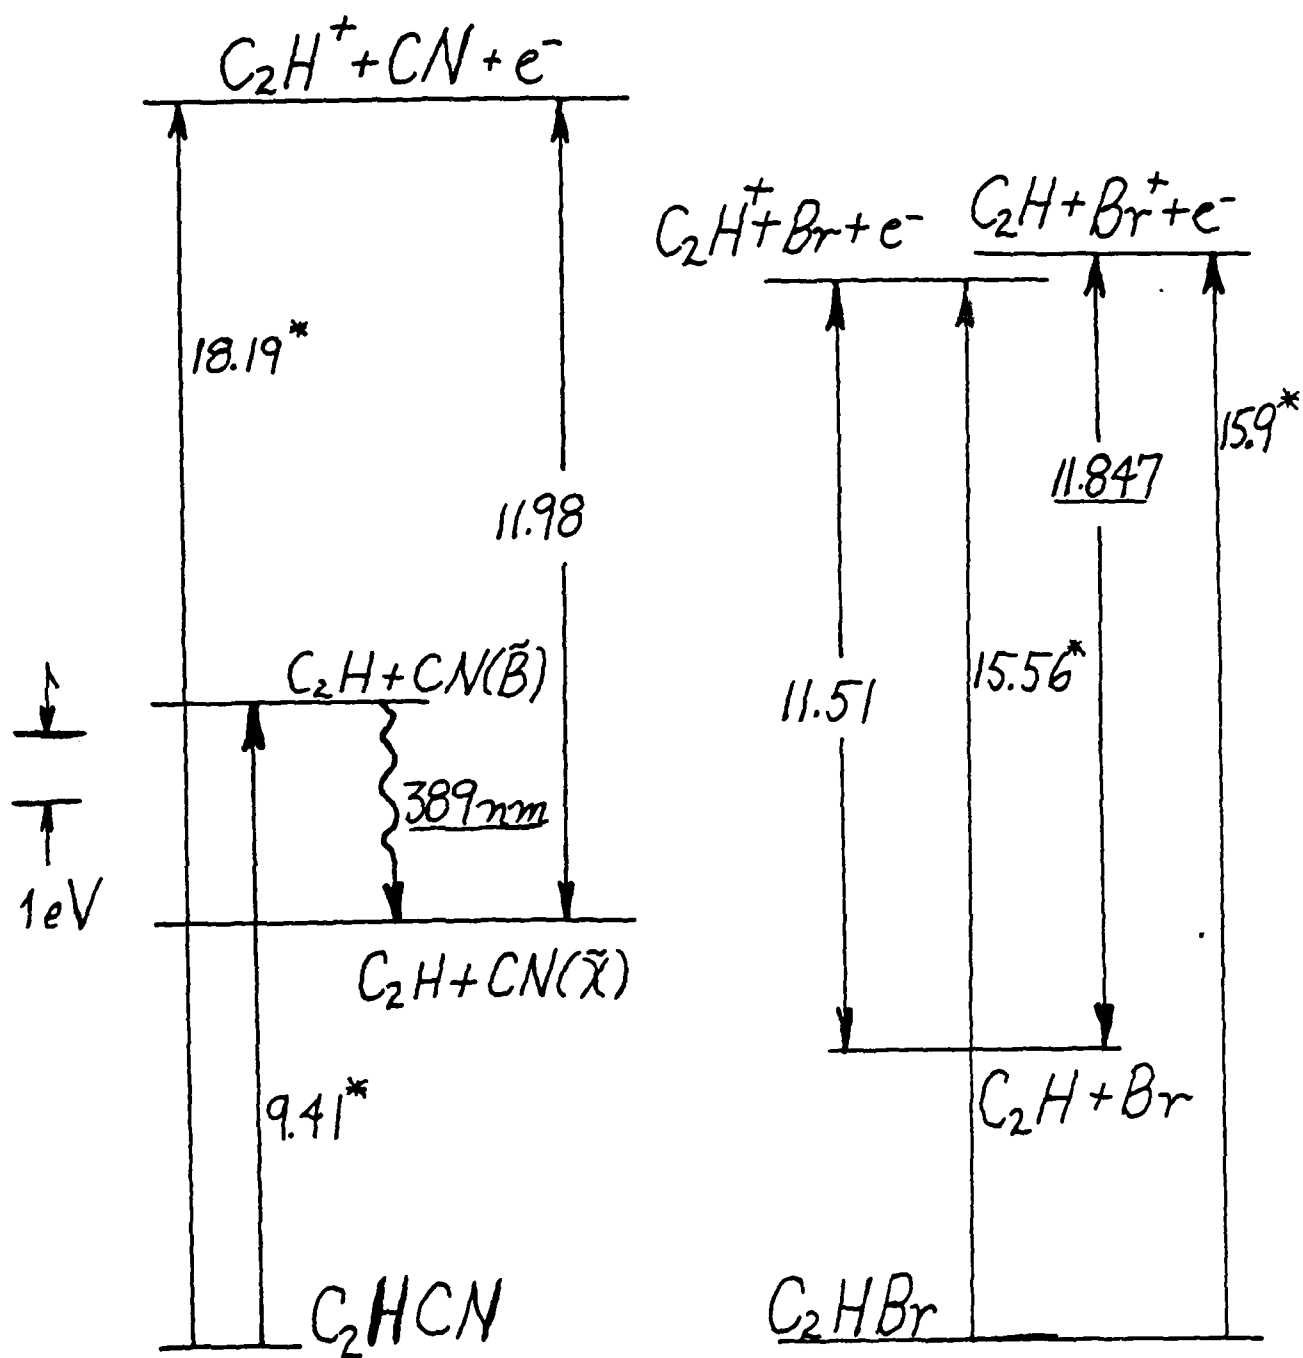 C₂H⁺ + CN + e⁻
C₂H⁺ + Br + e⁻
C₂H + Br⁺ + e⁻
18.19*
15.9*
11.847
11.98
C₂H + CN(B̃)
15.56*
11.51
389nm
1eV
C₂H + CN(X̃)
C₂H + Br
9.41*
C₂HCN
C₂HBr